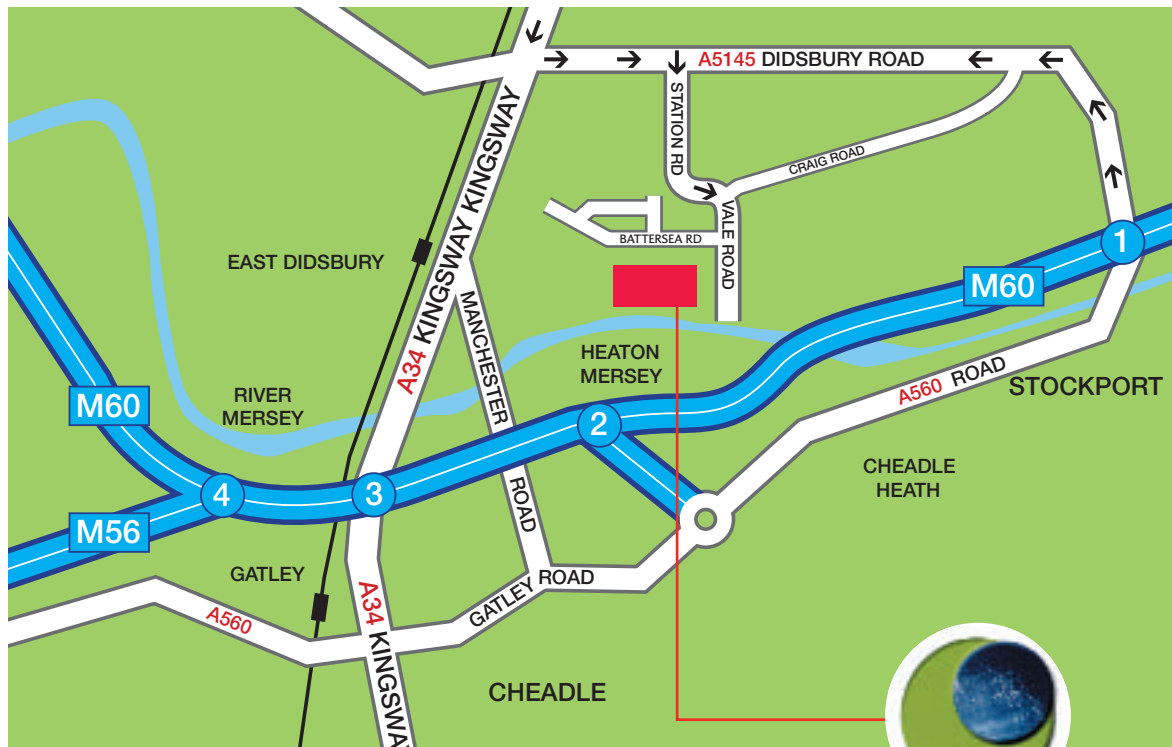 A5145 DIDSBURY ROAD
STATION RD
CRAIG ROAD
VALE ROAD
BATTERSEA RD
A34 KINGSWAY KINGSWAY
EAST DIDSBURY
MANCHESTER
ROAD
1
M60
HEATON
MERSEY
RIVER
MERSEY
A560 ROAD
STOCKPORT
M60
2
CHEADLE
HEATH
4
3
M56
GATLEY
GATLEY ROAD
A560
A34 KINGSWAY
CHEADLE